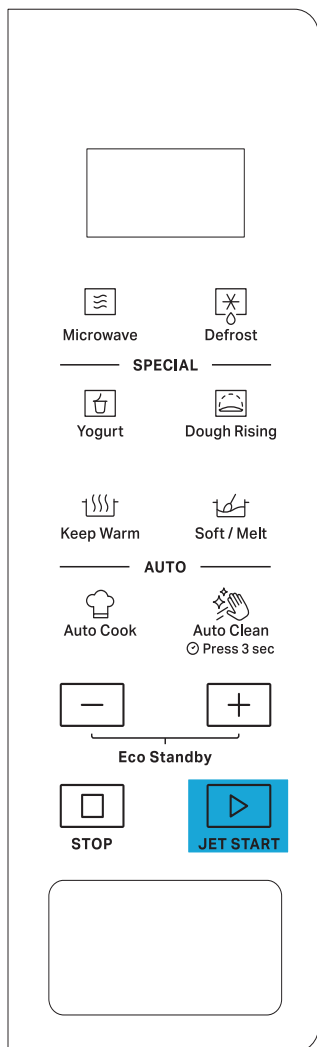 Microwave
Defrost
SPECIAL
Yogurt
Dough Rising
Keep Warm
Soft / Melt
AUTO
Auto Cook
Auto Clean
Press 3 sec
Eco Standby
STOP
JET START